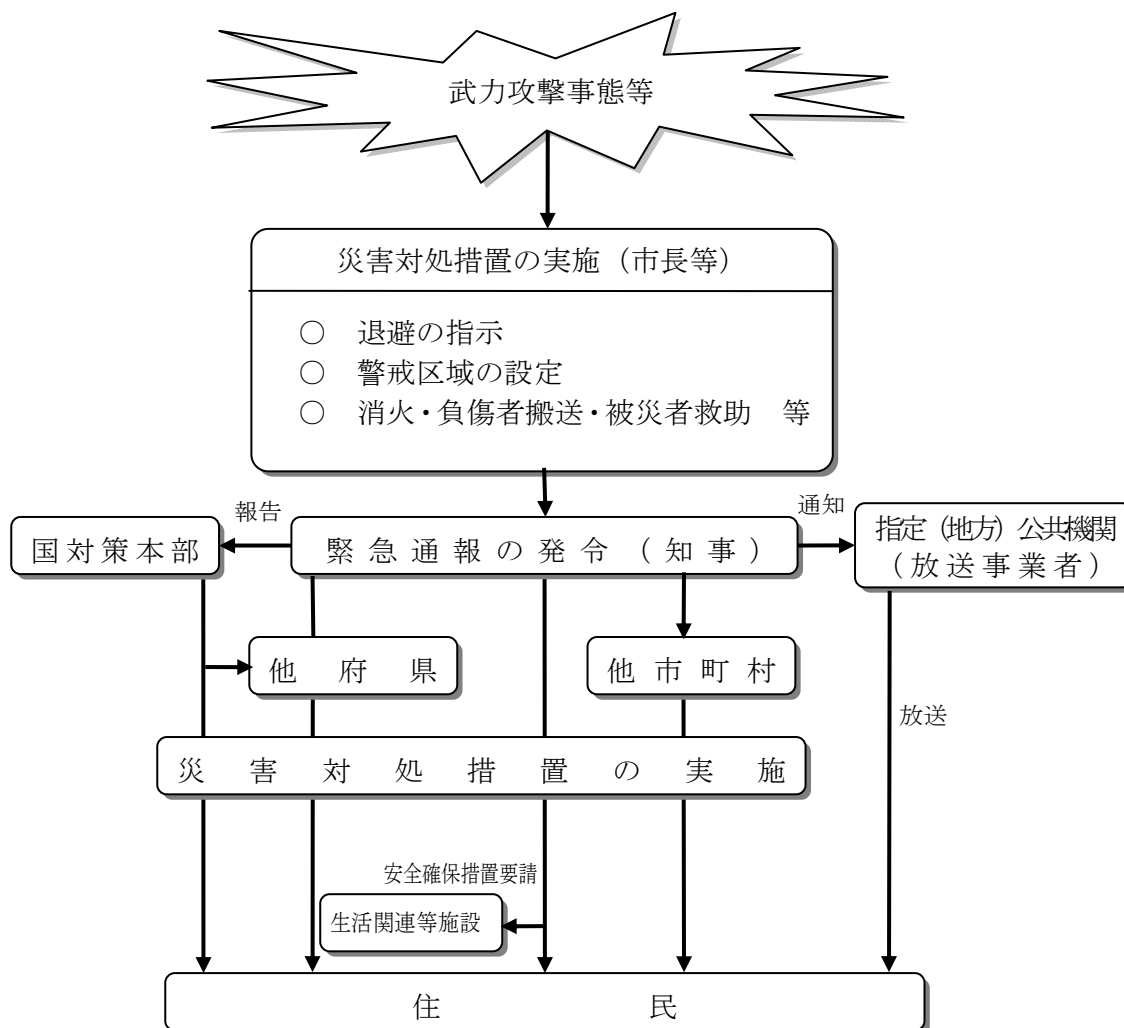 武力攻撃事態等
災害対処措置の実施（市長等）
○ 退避の指示
○ 警戒区域の設定
○ 消火・負傷者搬送・被災者救助 等
報告
通知
国対策本部
緊急通報の発令（知事）
指定（地方）公共機関
（放送事業者）
他府県
他市町村
放送
災害対処措置の実施
安全確保措置要請
生活関連等施設
住民